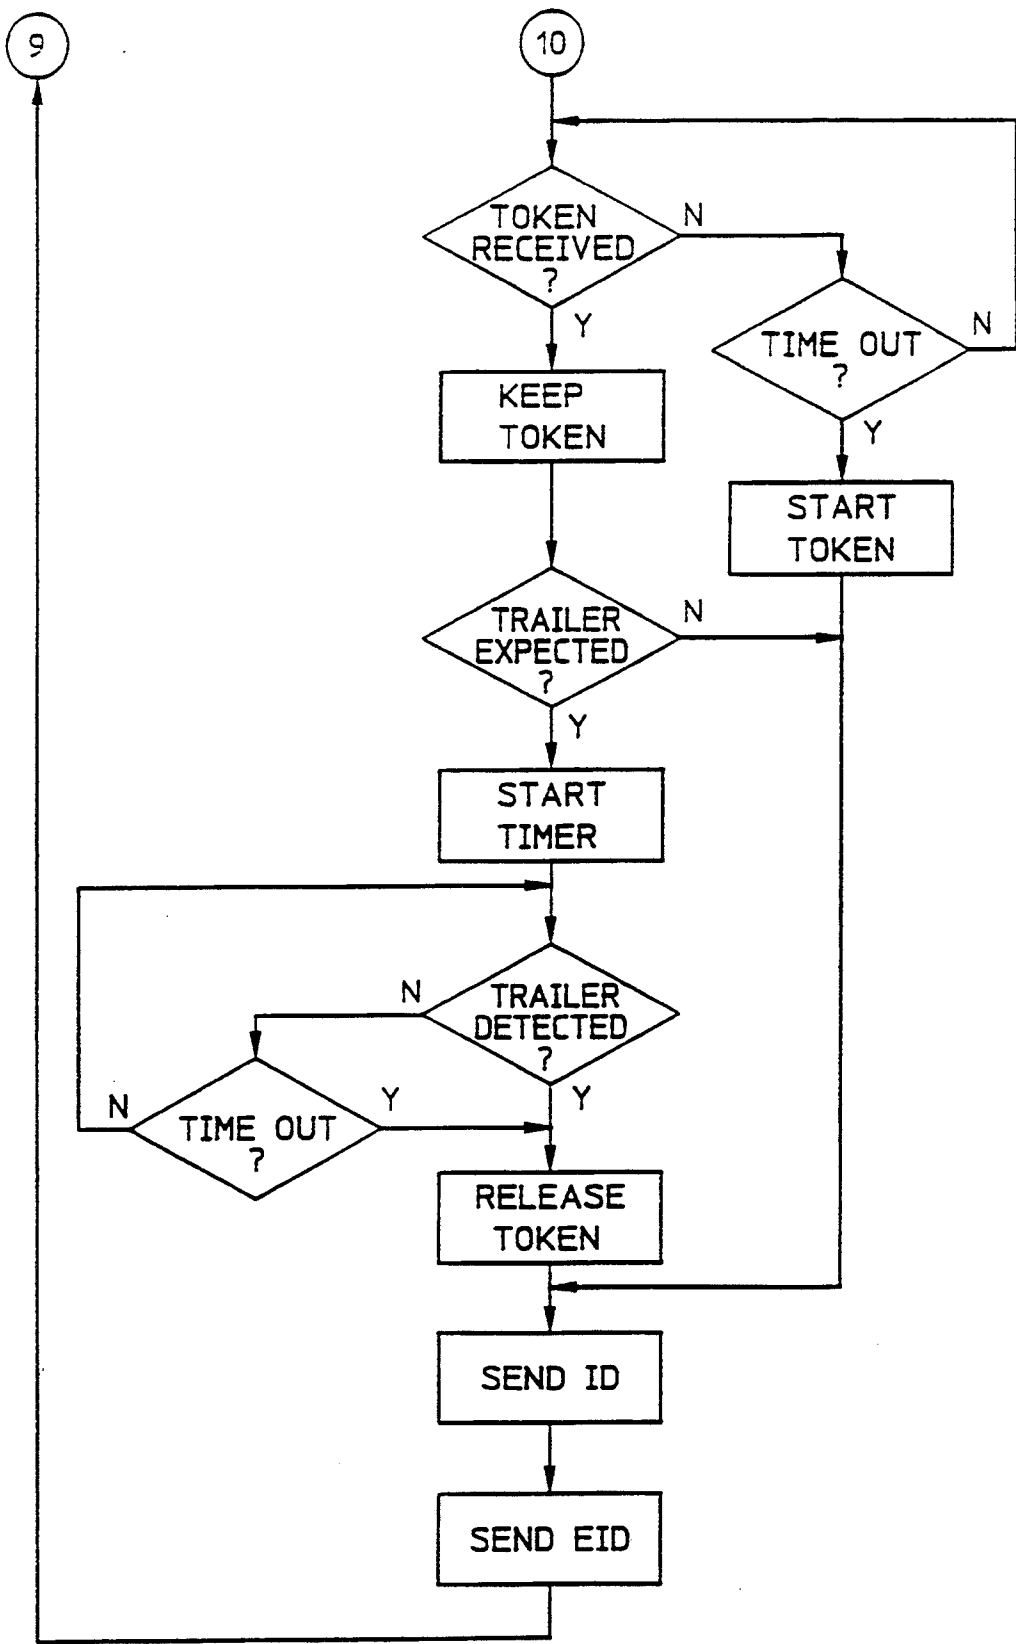 9
10
TOKEN
RECEIVED
?
N
Y
TIME OUT
?
N
Y
KEEP
TOKEN
START
TOKEN
TRAILER
EXPECTED
?
N
Y
START
TIMER
TRAILER
DETECTED
?
N
Y
TIME OUT
?
N
Y
RELEASE
TOKEN
SEND ID
SEND EID